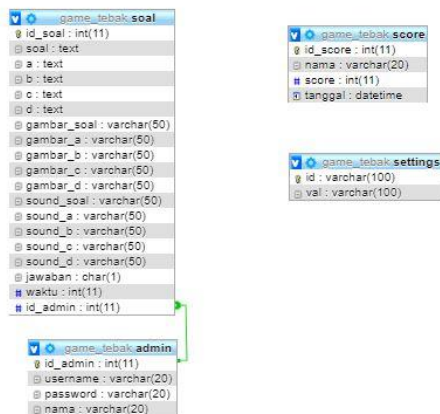 game_tebak soal
id_soal : int(11)
soal : text
a : text
b : text
c : text
d : text
gambar_soal : varchar(50)
gambar_a : varchar(50)
gambar_b : varchar(50)
gambar_c : varchar(50)
gambar_d : varchar(50)
sound_soal : varchar(50)
sound_a : varchar(50)
sound_b : varchar(50)
sound_c : varchar(50)
sound_d : varchar(50)
jawaban : char(1)
# waktu : int(11)
# id_admin : int(11)
game_tebak admin
id_admin : int(11)
username : varchar(20)
password : varchar(20)
nama : varchar(20)
game_tebak score
id_score : int(11)
nama : varchar(20)
# score : int(11)
tanggal : datetime
game_tebak settings
id : varchar(100)
val : varchar(100)